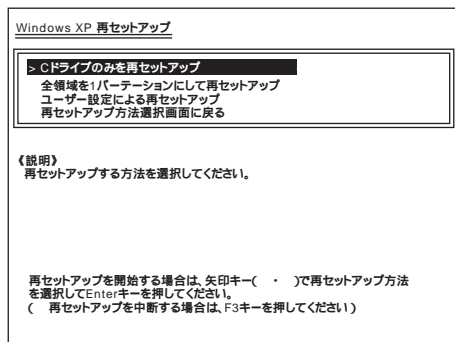 Windows XP 再セットアップ
> Cドライブのみを再セットアップ
全領域を1パーテーションにして再セットアップ
ユーザー設定による再セットアップ
再セットアップ方法選択画面に戻る
《説明》
再セットアップする方法を選択してください。
再セットアップを開始する場合は、矢印キー(　・　)で再セットアップ方法
を選択してEnterキーを押してください。
(　再セットアップを中断する場合は、F3キーを押してください)